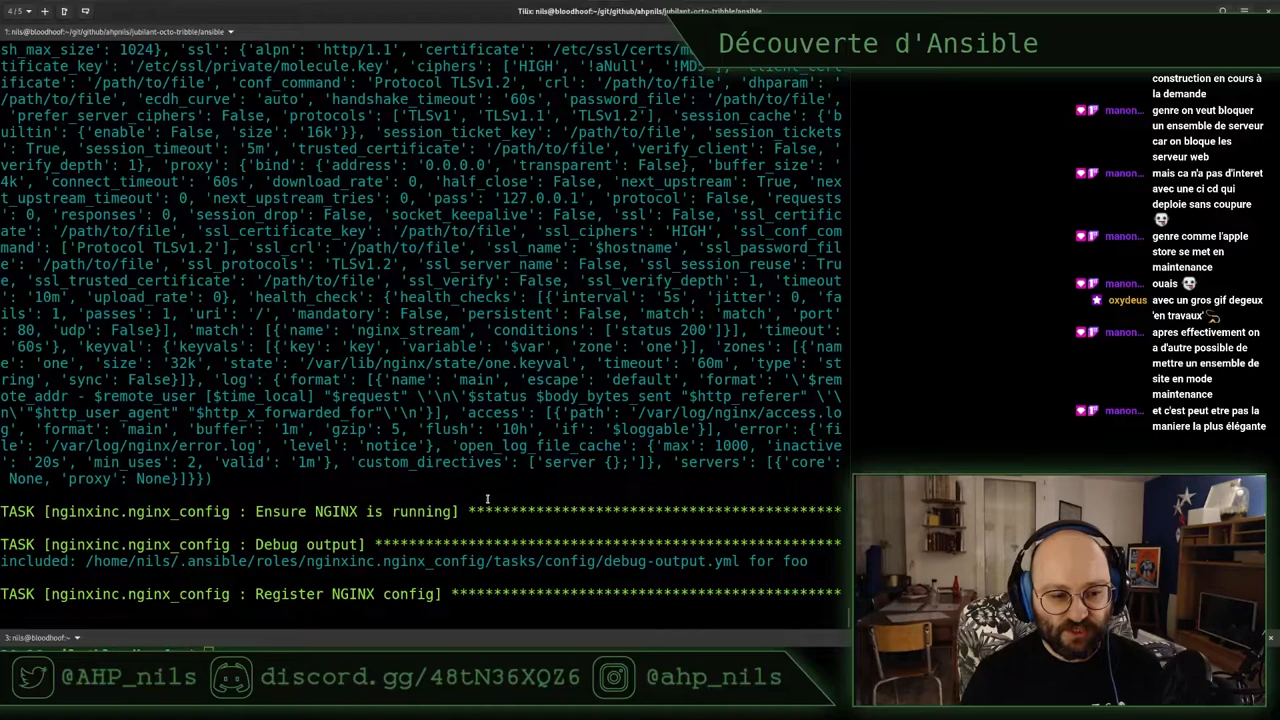 4 / 5
Tilix: nils@bloodhoof:~/git/github/ahpnils/jubilant-octo-tribble/ansible
1: nils@bloodhoof:~/git/github/ahpnils/jubilant-octo-tribble/ansible
Découverte d'Ansible
sh_max_size': 1024}, 'ssl': {'alpn': 'http/1.1', 'certificate': '/etc/ssl/certs/m
tificate_key': '/etc/ssl/private/molecule.key', 'ciphers': ['HIGH', '!aNull', '!MD5'], 'client_cert
ificate': '/path/to/file', 'conf_command': 'Protocol TLSv1.2', 'crl': '/path/to/file', 'dhparam':
'/path/to/file', 'ecdh_curve': 'auto', 'handshake_timeout': '60s', 'password_file': '/path/to/file'
, 'prefer_server_ciphers': False, 'protocols': ['TLSv1', 'TLSv1.1', 'TLSv1.2'], 'session_cache': {'b
uiltin': {'enable': False, 'size': '16k'}}, 'session_ticket_key': '/path/to/file', 'session_tickets
': True, 'session_timeout': '5m', 'trusted_certificate': '/path/to/file', 'verify_client': False, '
verify_depth': 1}, 'proxy': {'bind': {'address': '0.0.0.0', 'transparent': False}, 'buffer_size': '
4k', 'connect_timeout': '60s', 'download_rate': 0, 'half_close': False, 'next_upstream': True, 'nex
t_upstream_timeout': 0, 'next_upstream_tries': 0, 'pass': '127.0.0.1', 'protocol': False, 'requests
': 0, 'responses': 0, 'session_drop': False, 'socket_keepalive': False, 'ssl': False, 'ssl_certific
ate': '/path/to/file', 'ssl_certificate_key': '/path/to/file', 'ssl_ciphers': 'HIGH', 'ssl_conf_com
mand': ['Protocol TLSv1.2'], 'ssl_crl': '/path/to/file', 'ssl_name': '$hostname', 'ssl_password_fil
e': '/path/to/file', 'ssl_protocols': 'TLSv1.2', 'ssl_server_name': False, 'ssl_session_reuse': Tru
e, 'ssl_trusted_certificate': '/path/to/file', 'ssl_verify': False, 'ssl_verify_depth': 1, 'timeout
': '10m', 'upload_rate': 0}, 'health_check': {'health_checks': [{'interval': '5s', 'jitter': 0, 'fa
ils': 1, 'passes': 1, 'uri': '/', 'mandatory': False, 'persistent': False, 'match': 'match', 'port'
: 80, 'udp': False}], 'match': [{'name': 'nginx_stream', 'conditions': ['status 200']}], 'timeout':
'60s'}, 'keyval': {'keyvals': [{'key': 'key', 'variable': '$var', 'zone': 'one'}], 'zones': [{'nam
e': 'one', 'size': '32k', 'state': '/var/lib/nginx/state/one.keyval', 'timeout': '60m', 'type': 'st
ring', 'sync': False}]}, 'log': {'format': [{'name': 'main', 'escape': 'default', 'format': '\'$rem
ote_addr - $remote_user [$time_local] "$request" \'\n\'$status $body_bytes_sent "$http_referer" \'\
n\'"$http_user_agent" "$http_x_forwarded_for"\'\n'}], 'access': [{'path': '/var/log/nginx/access.lo
g', 'format': 'main', 'buffer': '1m', 'gzip': 5, 'flush': '10h', 'if': '$loggable'}], 'error': {'fi
le': '/var/log/nginx/error.log', 'level': 'notice'}, 'open_log_file_cache': {'max': 1000, 'inactive
': '20s', 'min_uses': 2, 'valid': '1m'}, 'custom_directives': ['server {};']}, 'servers': [{'core':
None, 'proxy': None}]}])
TASK [nginxinc.nginx_config : Ensure NGINX is running] **************************************
TASK [nginxinc.nginx_config : Debug output] *************************************************
included: /home/nils/.ansible/roles/nginxinc.nginx_config/tasks/config/debug-output.yml for foo
TASK [nginxinc.nginx_config : Register NGINX config] ****************************************
3: nils@bloodhoof:~
construction en cours à
la demande
manon... genre on veut bloquer
un ensemble de serveur
car on bloque les
serveur web
manon... mais ca n'a pas d'interet
avec une ci cd qui
deploie sans coupure
manon... genre comme l'apple
store se met en
maintenance
manon... ouais
oxydeus avec un gros gif degeux
'en travaux'
manon... apres effectivement on
a d'autre possible de
mettre un ensemble de
site en mode
maintenance
manon... et c'est peut etre pas la
maniere la plus élégante
@AHP_nils
discord.gg/48tN36XQZ6
@ahp_nils